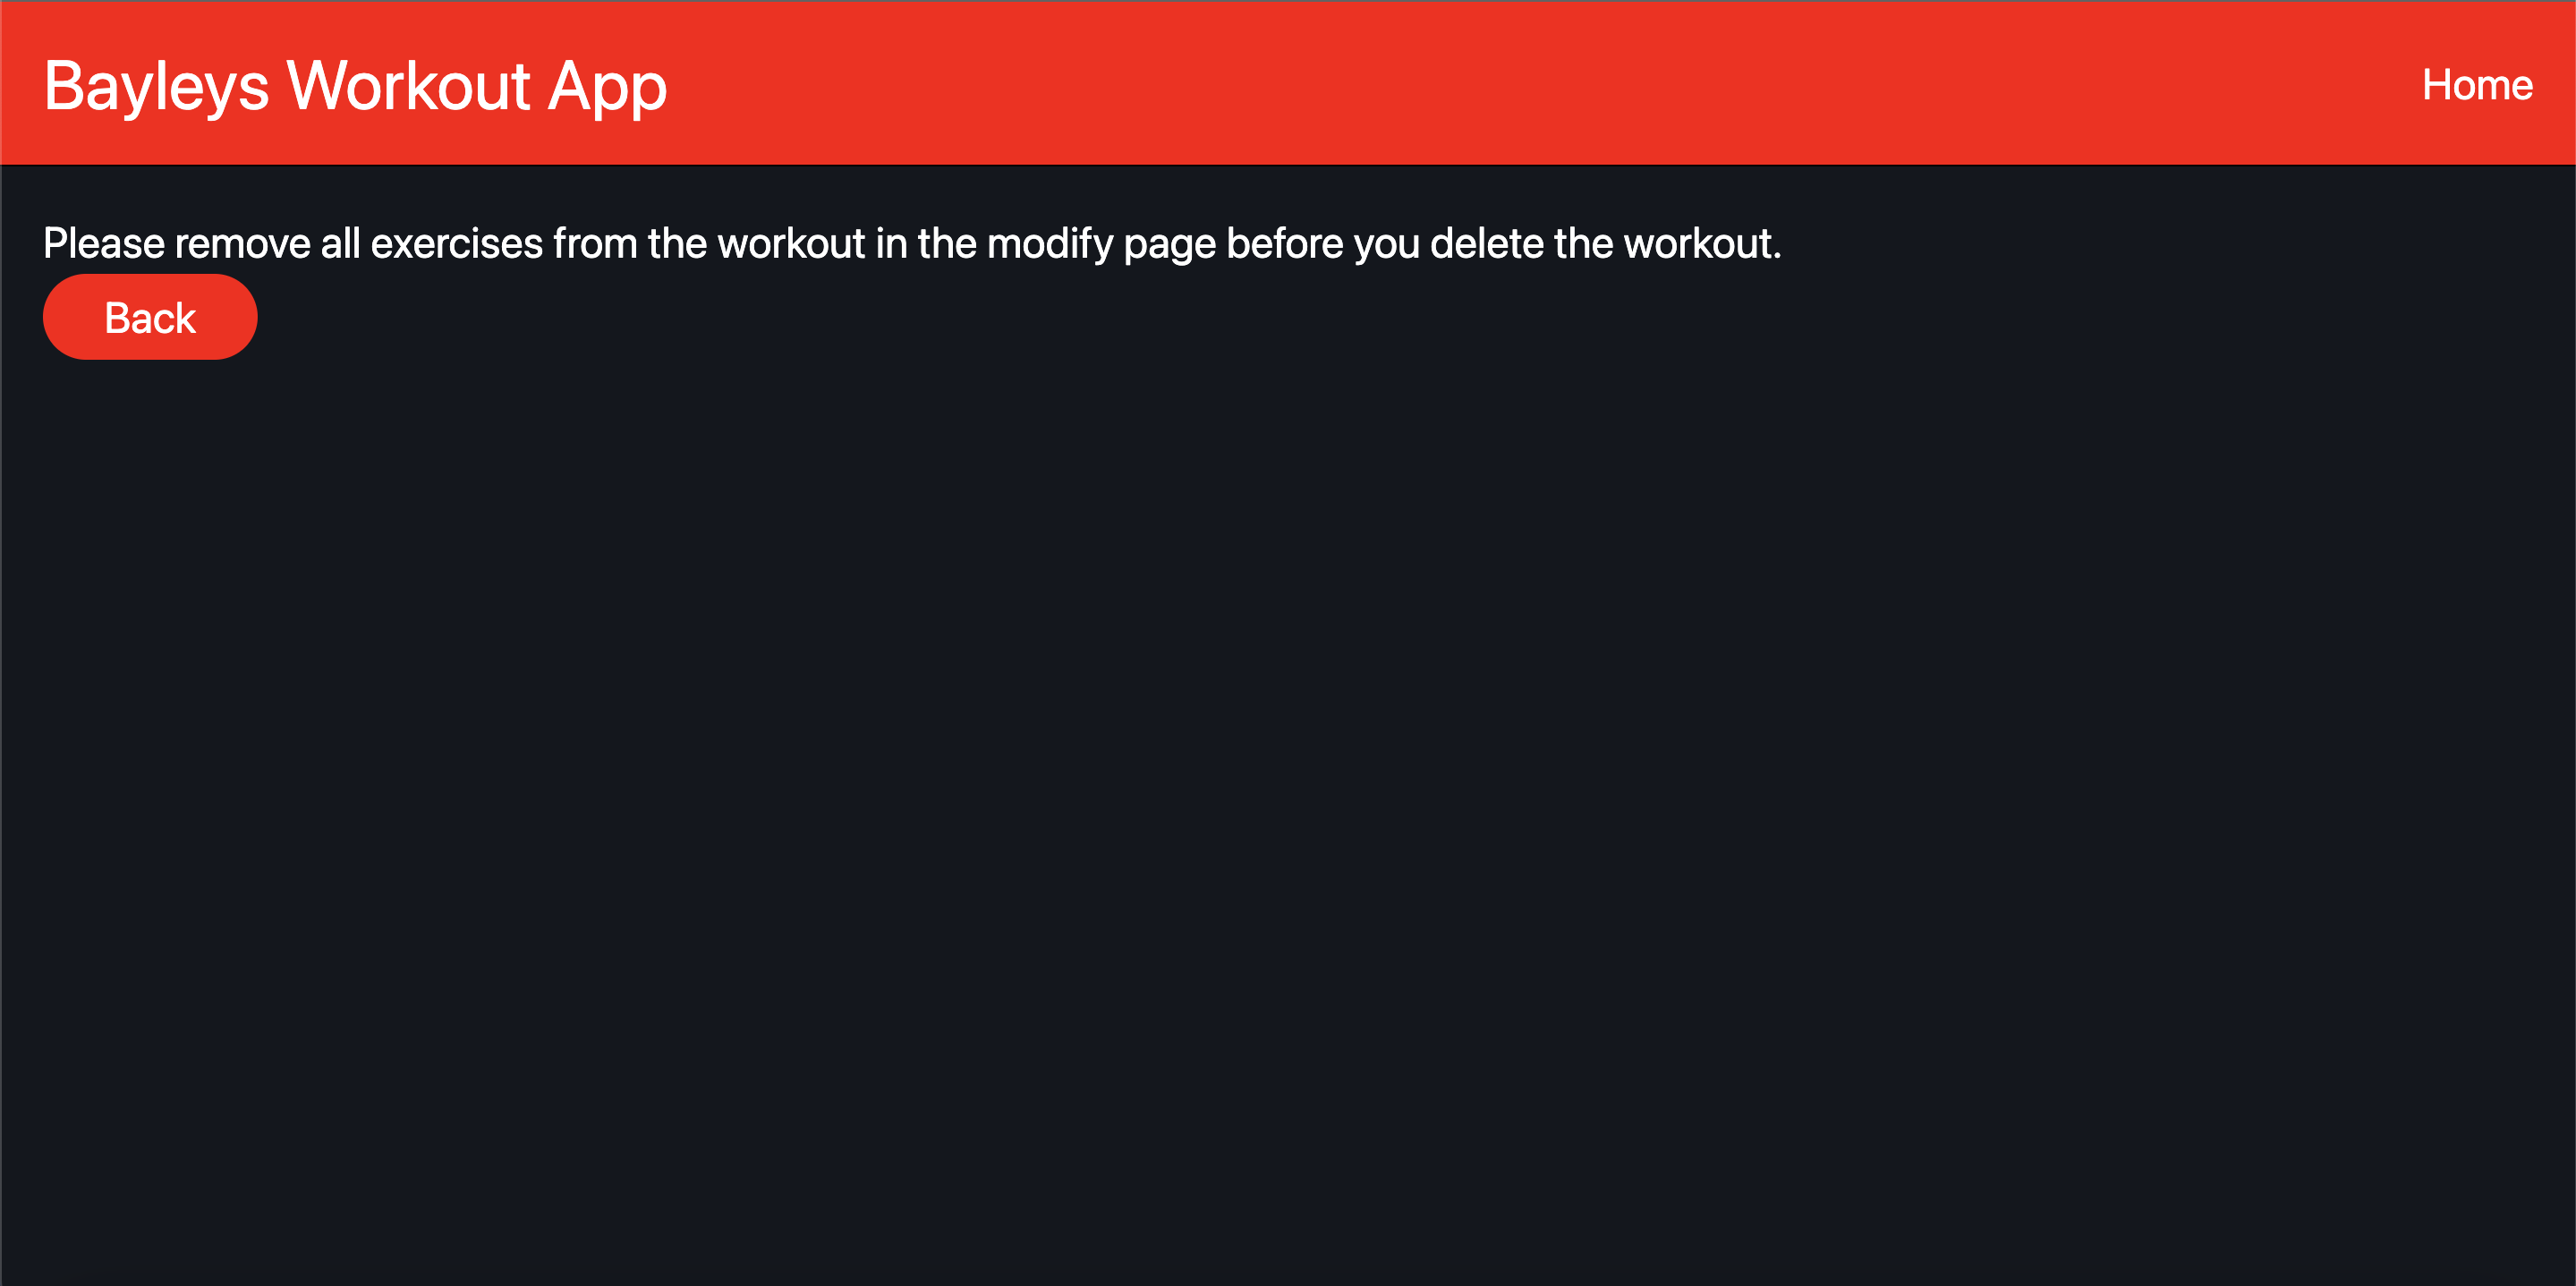 Bayleys Workout App
Home
Please remove all exercises from the workout in the modify page before you delete the workout.
Back